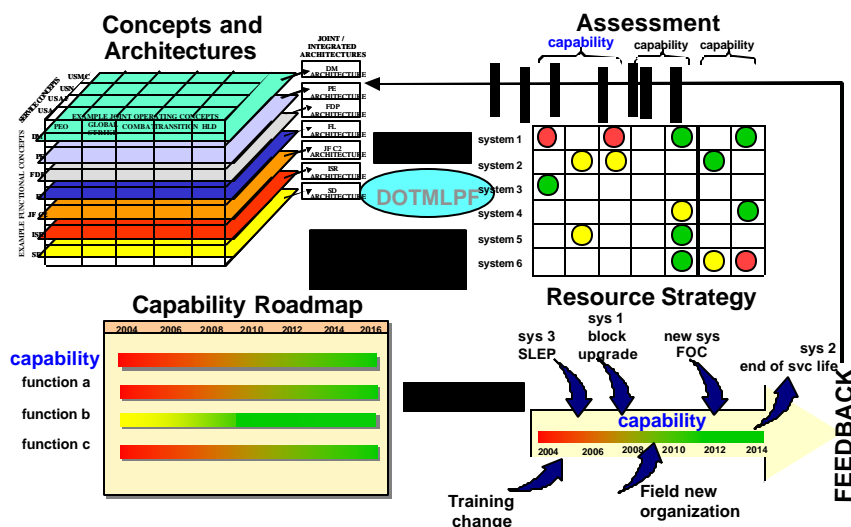 Concepts and
Architectures
JOINT /
INTEGRATED
ARCHITECTURES
DM
ARCHITECTURE
PE
ARCHITECTURE
FDP
ARCHITECTURE
FL
ARCHITECTURE
JF C2
ARCHITECTURE
ISR
ARCHITECTURE
SD
ARCHITECTURE
SERVICE CONCEPTS
USMC
USN
EXAMPLE JOINT OPERATING CONCEPTS
PEO
GLOBAL
STRIKE
COMBAT
TRANSITION
HLD
EXAMPLE FUNCTIONAL CONCEPTS
DOTMLPF
Assessment
capability
capability
capability
system 1
system 2
system 3
system 4
system 5
system 6
Capability Roadmap
2004 2006 2008 2010 2012 2014 2016
capability
function a
function b
function c
Resource Strategy
sys 3
SLEP
sys 1
block
upgrade
new sys
FOC
sys 2
end of svc life
capability
2004 2006 2008 2010 2012 2014
Training
change
Field new
organization
FEEDBACK